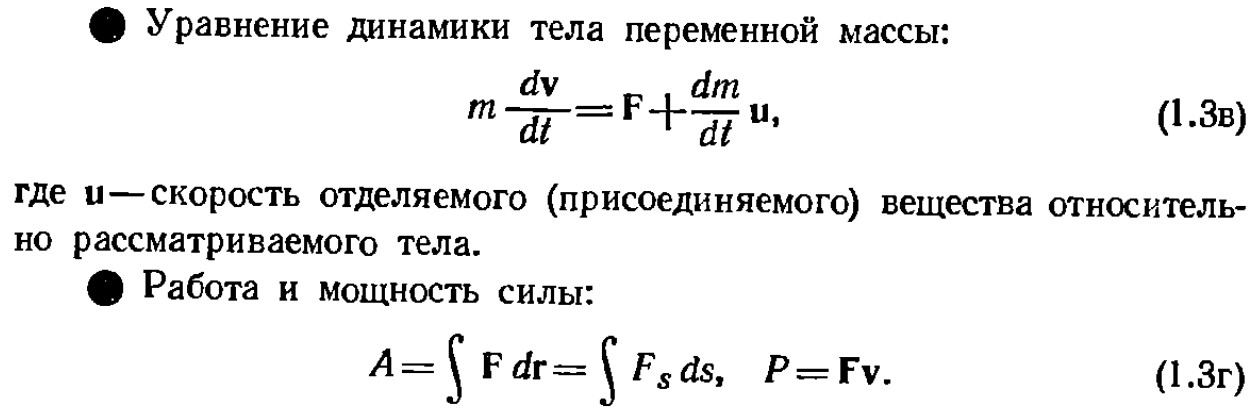 ● Уравнение динамики тела переменной массы:
m dv/dt = F + dm/dt u, (1.3в)
где u—скорость отделяемого (присоединяемого) вещества относитель-
но рассматриваемого тела.
● Работа и мощность силы:
A = ∫ F dr = ∫ F_s ds, P = Fv. (1.3г)